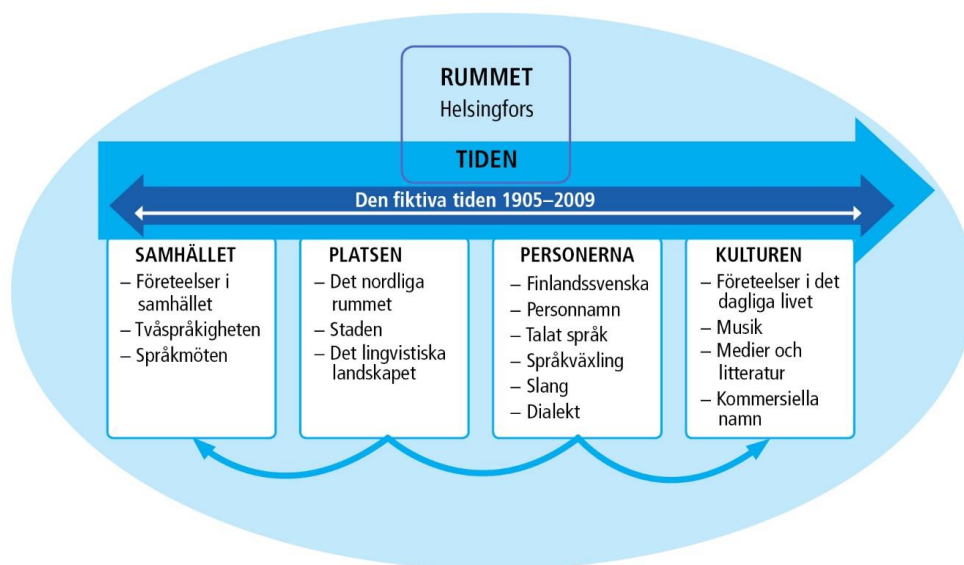 RUMMET
Helsingfors
TIDEN
Den fiktiva tiden 1905–2009
SAMHÄLLET
– Företeelser i
samhället
– Tvåspråkigheten
– Språkmöten
PLATSEN
– Det nordliga
rummet
– Staden
– Det lingvistiska
landskapet
PERSONERNA
– Finlandssvenska
– Personnamn
– Talat språk
– Språkväxling
– Slang
– Dialekt
KULTUREN
– Företeelser i det
dagliga livet
– Musik
– Medier och
litteratur
– Kommersiella
namn